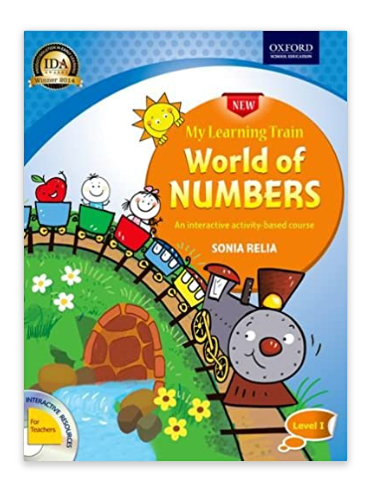 IDA
AWARDS
Winner 2014
OXFORD
SCHOOL EDUCATION
NEW
My Learning Train
World of
NUMBERS
An interactive activity-based course
SONIA RELIA
INTERACTIVE RESOURCES
For
Teachers
Level I